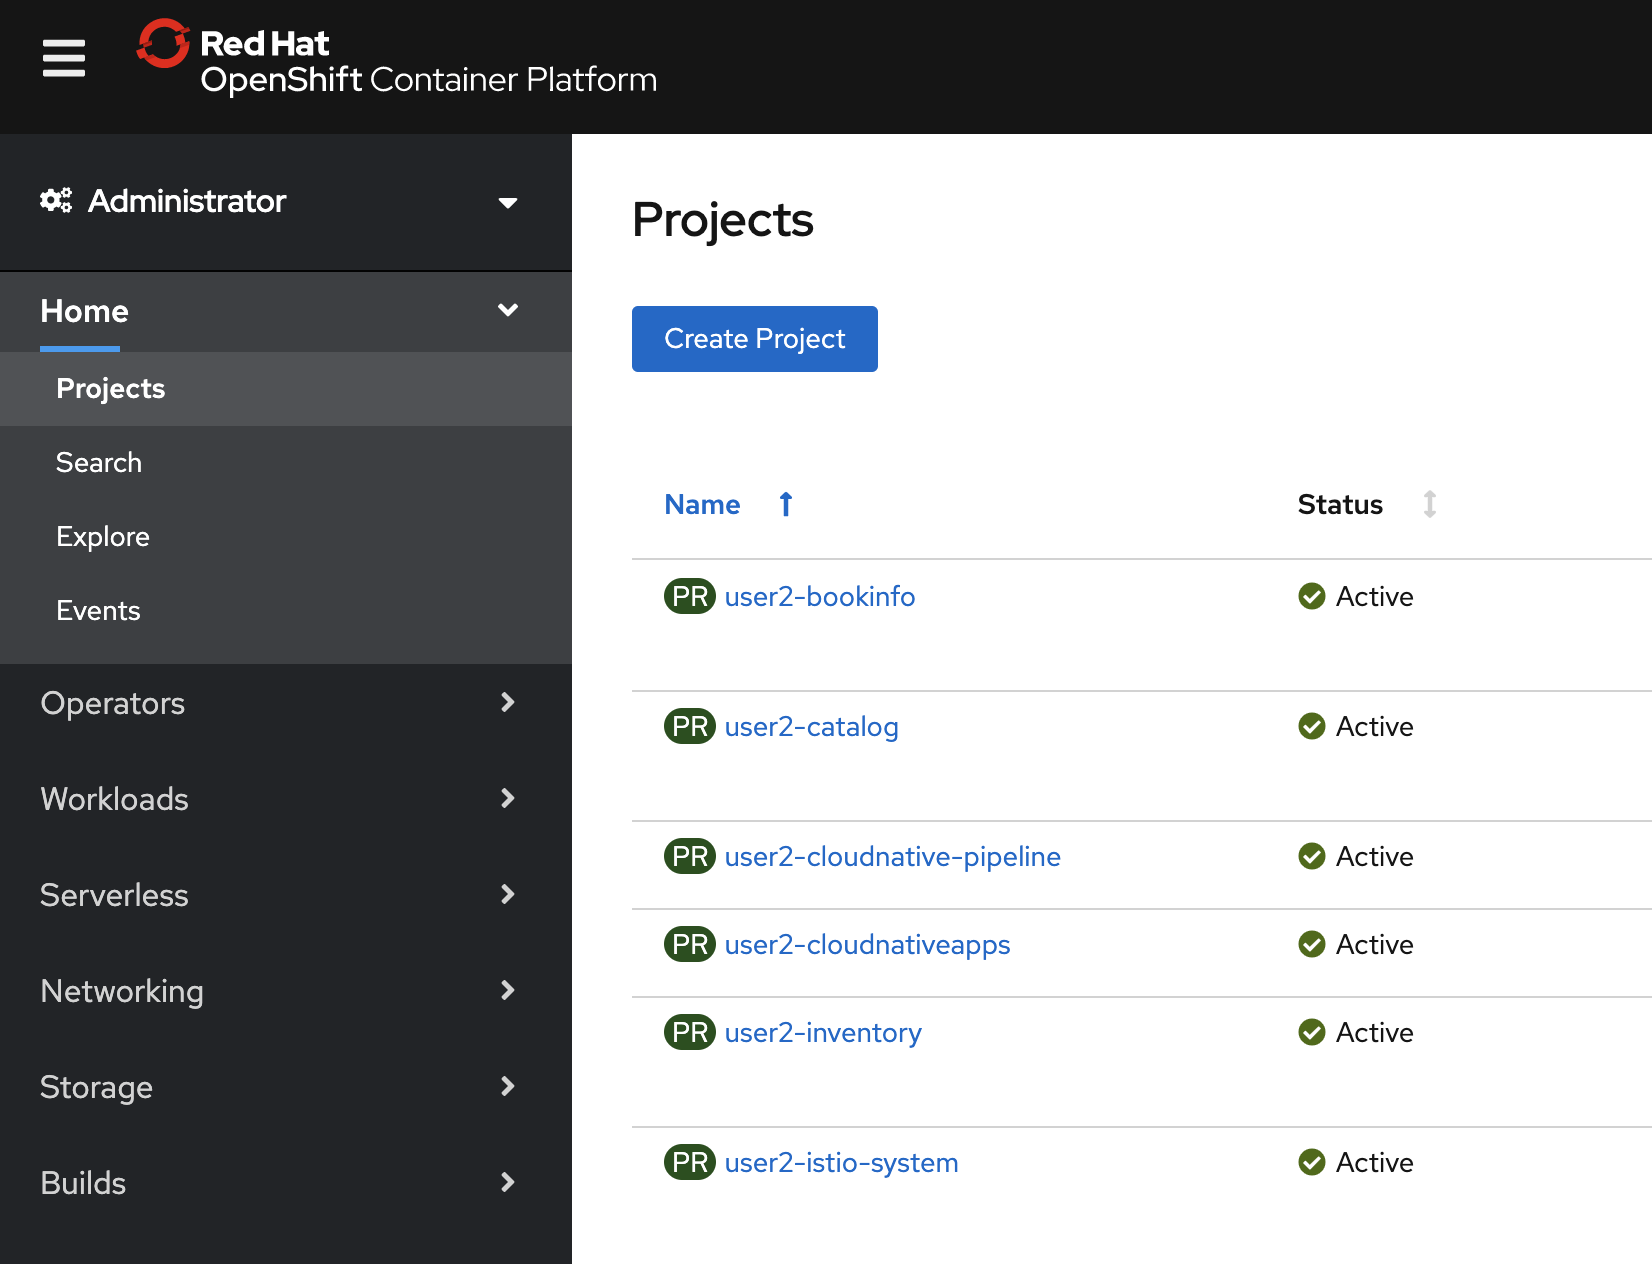 Red Hat
OpenShift Container Platform
Administrator
Home
Projects
Search
Explore
Events
Operators
Workloads
Serverless
Networking
Storage
Builds
Projects
Create Project
Name Status
PR user2-bookinfo Active
PR user2-catalog Active
PR user2-cloudnative-pipeline Active
PR user2-cloudnativeapps Active
PR user2-inventory Active
PR user2-istio-system Active